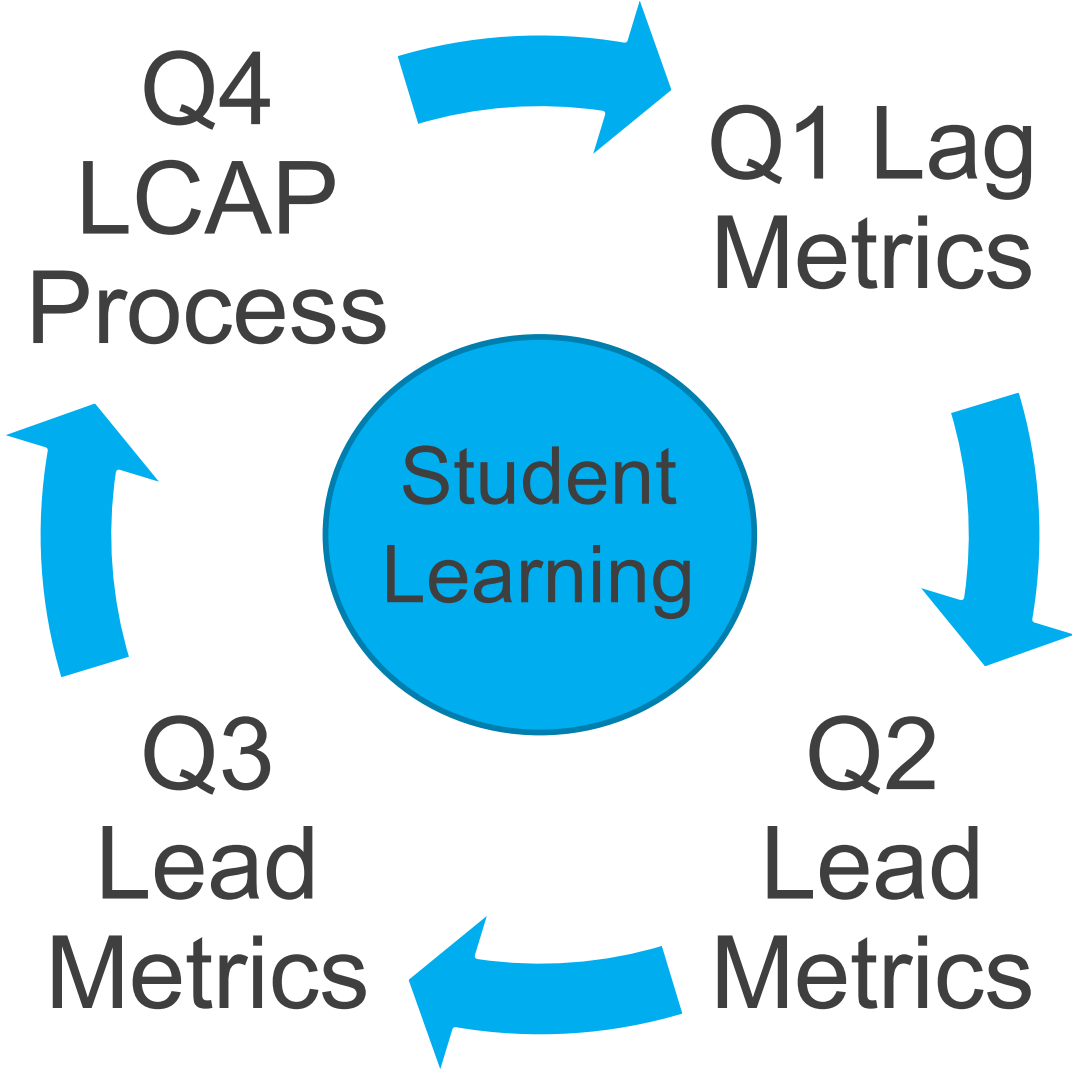 Q4
LCAP
Process
Q1 Lag
Metrics
Student
Learning
Q3
Lead
Metrics
Q2
Lead
Metrics